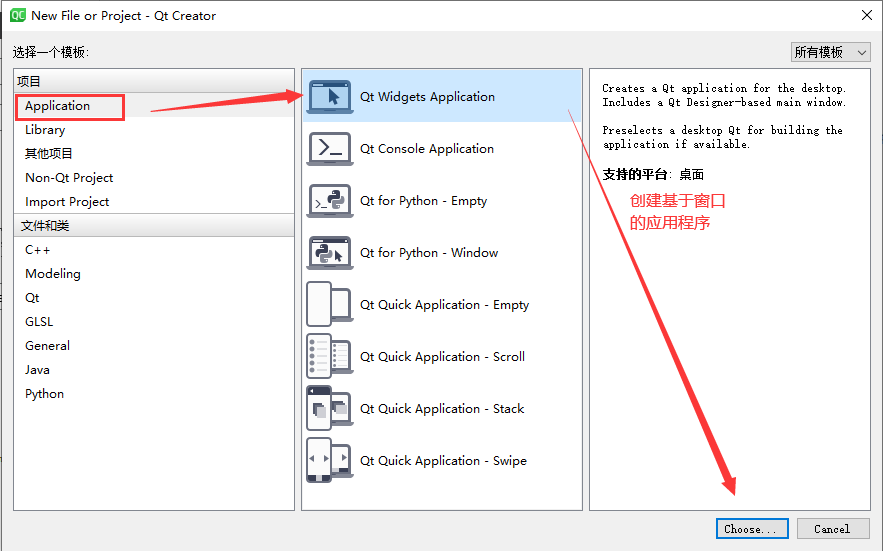 New File or Project - Qt Creator
选择一个模板:
所有模板
项目
Application
Library
其他项目
Non-Qt Project
Import Project
文件和类
C++
Modeling
Qt
GLSL
General
Java
Python
Qt Widgets Application
Qt Console Application
Qt for Python - Empty
Qt for Python - Window
Qt Quick Application - Empty
Qt Quick Application - Scroll
Qt Quick Application - Stack
Qt Quick Application - Swipe
Creates a Qt application for the desktop.
Includes a Qt Designer-based main window.
Preselects a desktop Qt for building the
application if available.
支持的平台: 桌面
创建基于窗口
的应用程序
Choose...
Cancel